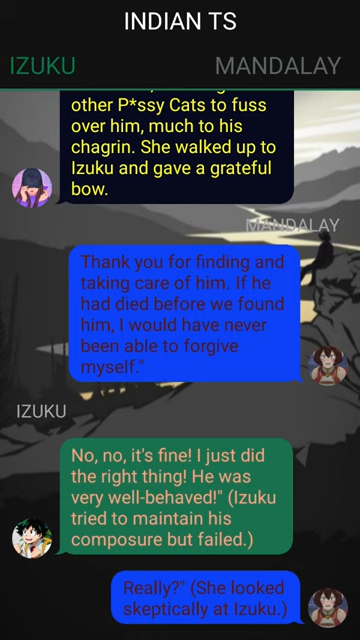 INDIAN TS
IZUKU MANDALAY
other P*ssy Cats to fuss
over him, much to his
chagrin. She walked up to
Izuku and gave a grateful
bow.
MANDALAY
Thank you for finding and
taking care of him. If he
had died before we found
him, I would have never
been able to forgive
myself."
IZUKU
No, no, it's fine! I just did
the right thing! He was
very well-behaved!" (Izuku
tried to maintain his
composure but failed.)
Really?" (She looked
skeptically at Izuku.)